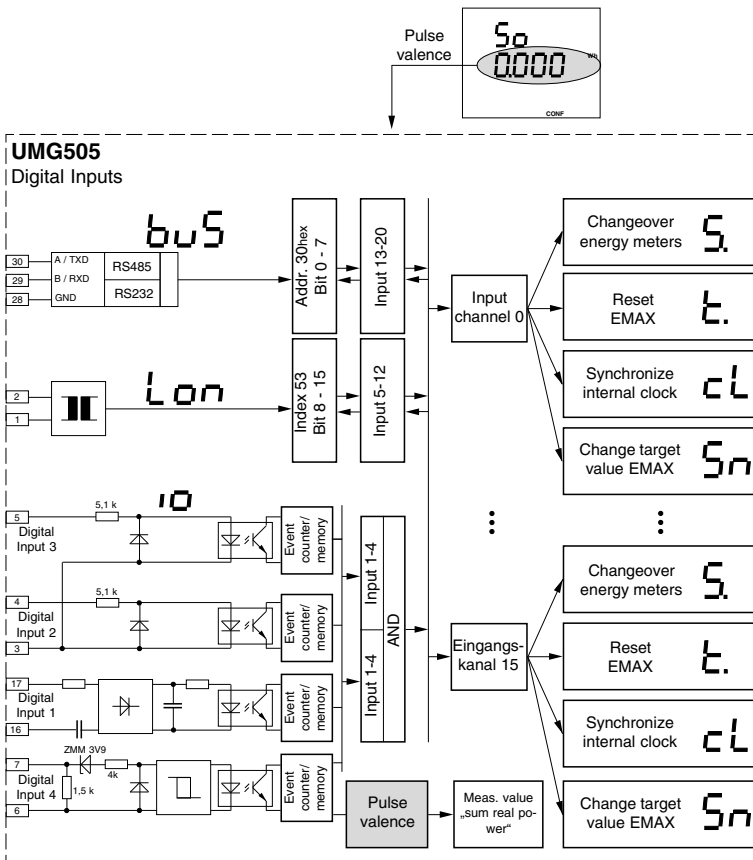 Pulse
valence
So
0.000
Wh
CONF
UMG505
Digital Inputs
buS
30
A / TXD
29
B / RXD
28
GND
RS485
RS232
Addr. 30hex
Bit 0 - 7
Input 13-20
2
1
Lon
Index 53
Bit 8 - 15
Input 5-12
Input
channel 0
Changeover
energy meters
S.
Reset
EMAX
t.
Synchronize
internal clock
cL
Change target
value EMAX
Sn
io
5
5,1 k
Digital
Input 3
Event
counter/
memory
4
5,1 k
Digital
Input 2
3
Event
counter/
memory
17
Digital
Input 1
16
Event
counter/
memory
7
ZMM 3V9
4k
Digital
Input 4
1,5 k
6
Event
counter/
memory
Input 1-4
Input 1-4
AND
Eingangs-
kanal 15
Pulse
valence
Meas. value
„sum real po-
wer“
Changeover
energy meters
S.
Reset
EMAX
t.
Synchronize
internal clock
cL
Change target
value EMAX
Sn